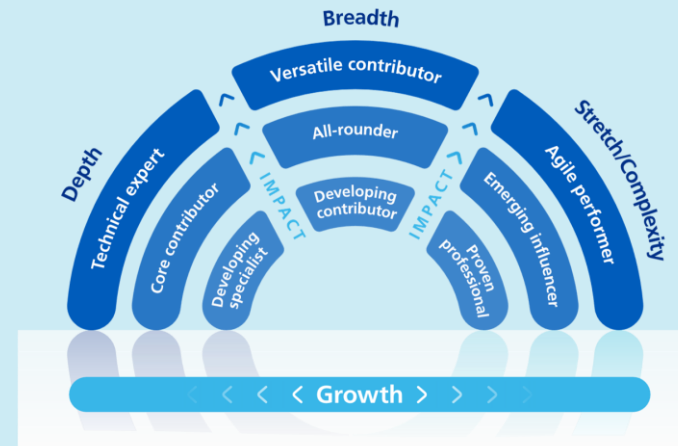 Breadth
Versatile contributor
All-rounder
Developing
contributor
Depth
Technical expert
Core contributor
Developing
specialist
IMPACT
IMPACT
Stretch/Complexity
Agile performer
Emerging influencer
Proven
professional
Growth